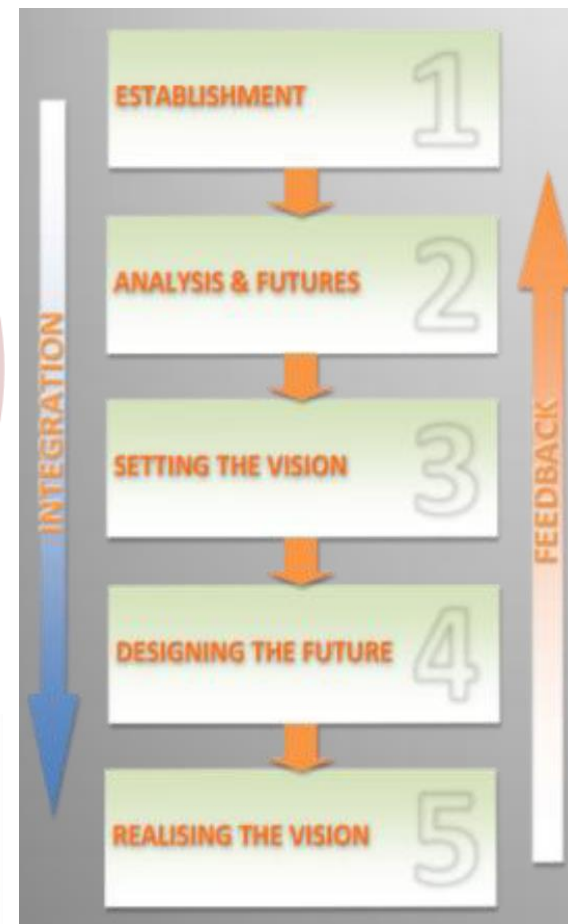 ESTABLISHMENT 1
ANALYSIS & FUTURES 2
SETTING THE VISION 3
DESIGNING THE FUTURE 4
REALISING THE VISION 5
INTEGRATION
FEEDBACK